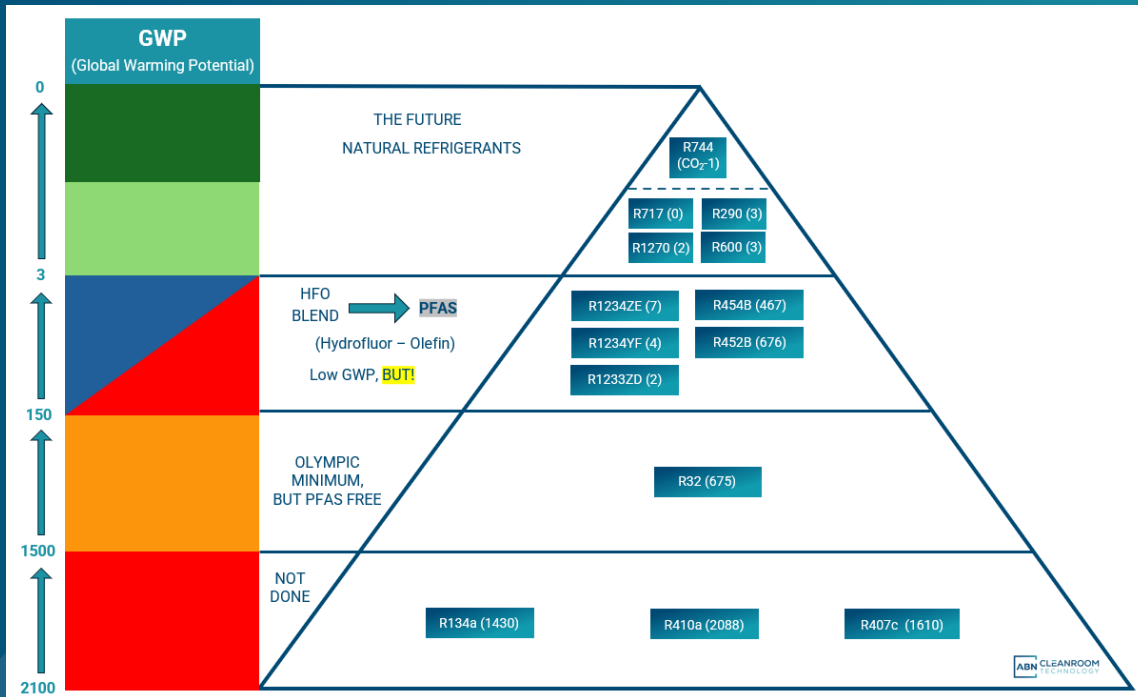 GWP
(Global Warming Potential)
0
THE FUTURE
NATURAL REFRIGERANTS
R744
(CO₂-1)
R717 (0)
R290 (3)
R1270 (2)
R600 (3)
3
HFO
BLEND
PFAS
(Hydrofluor – Olefin)
Low GWP, BUT!
R1234ZE (7)
R454B (467)
R1234YF (4)
R452B (676)
R1233ZD (2)
150
OLYMPIC
MINIMUM,
BUT PFAS FREE
R32 (675)
1500
NOT
DONE
R134a (1430)
R410a (2088)
R407c (1610)
2100
ABN CLEANROOM
TECHNOLOGY